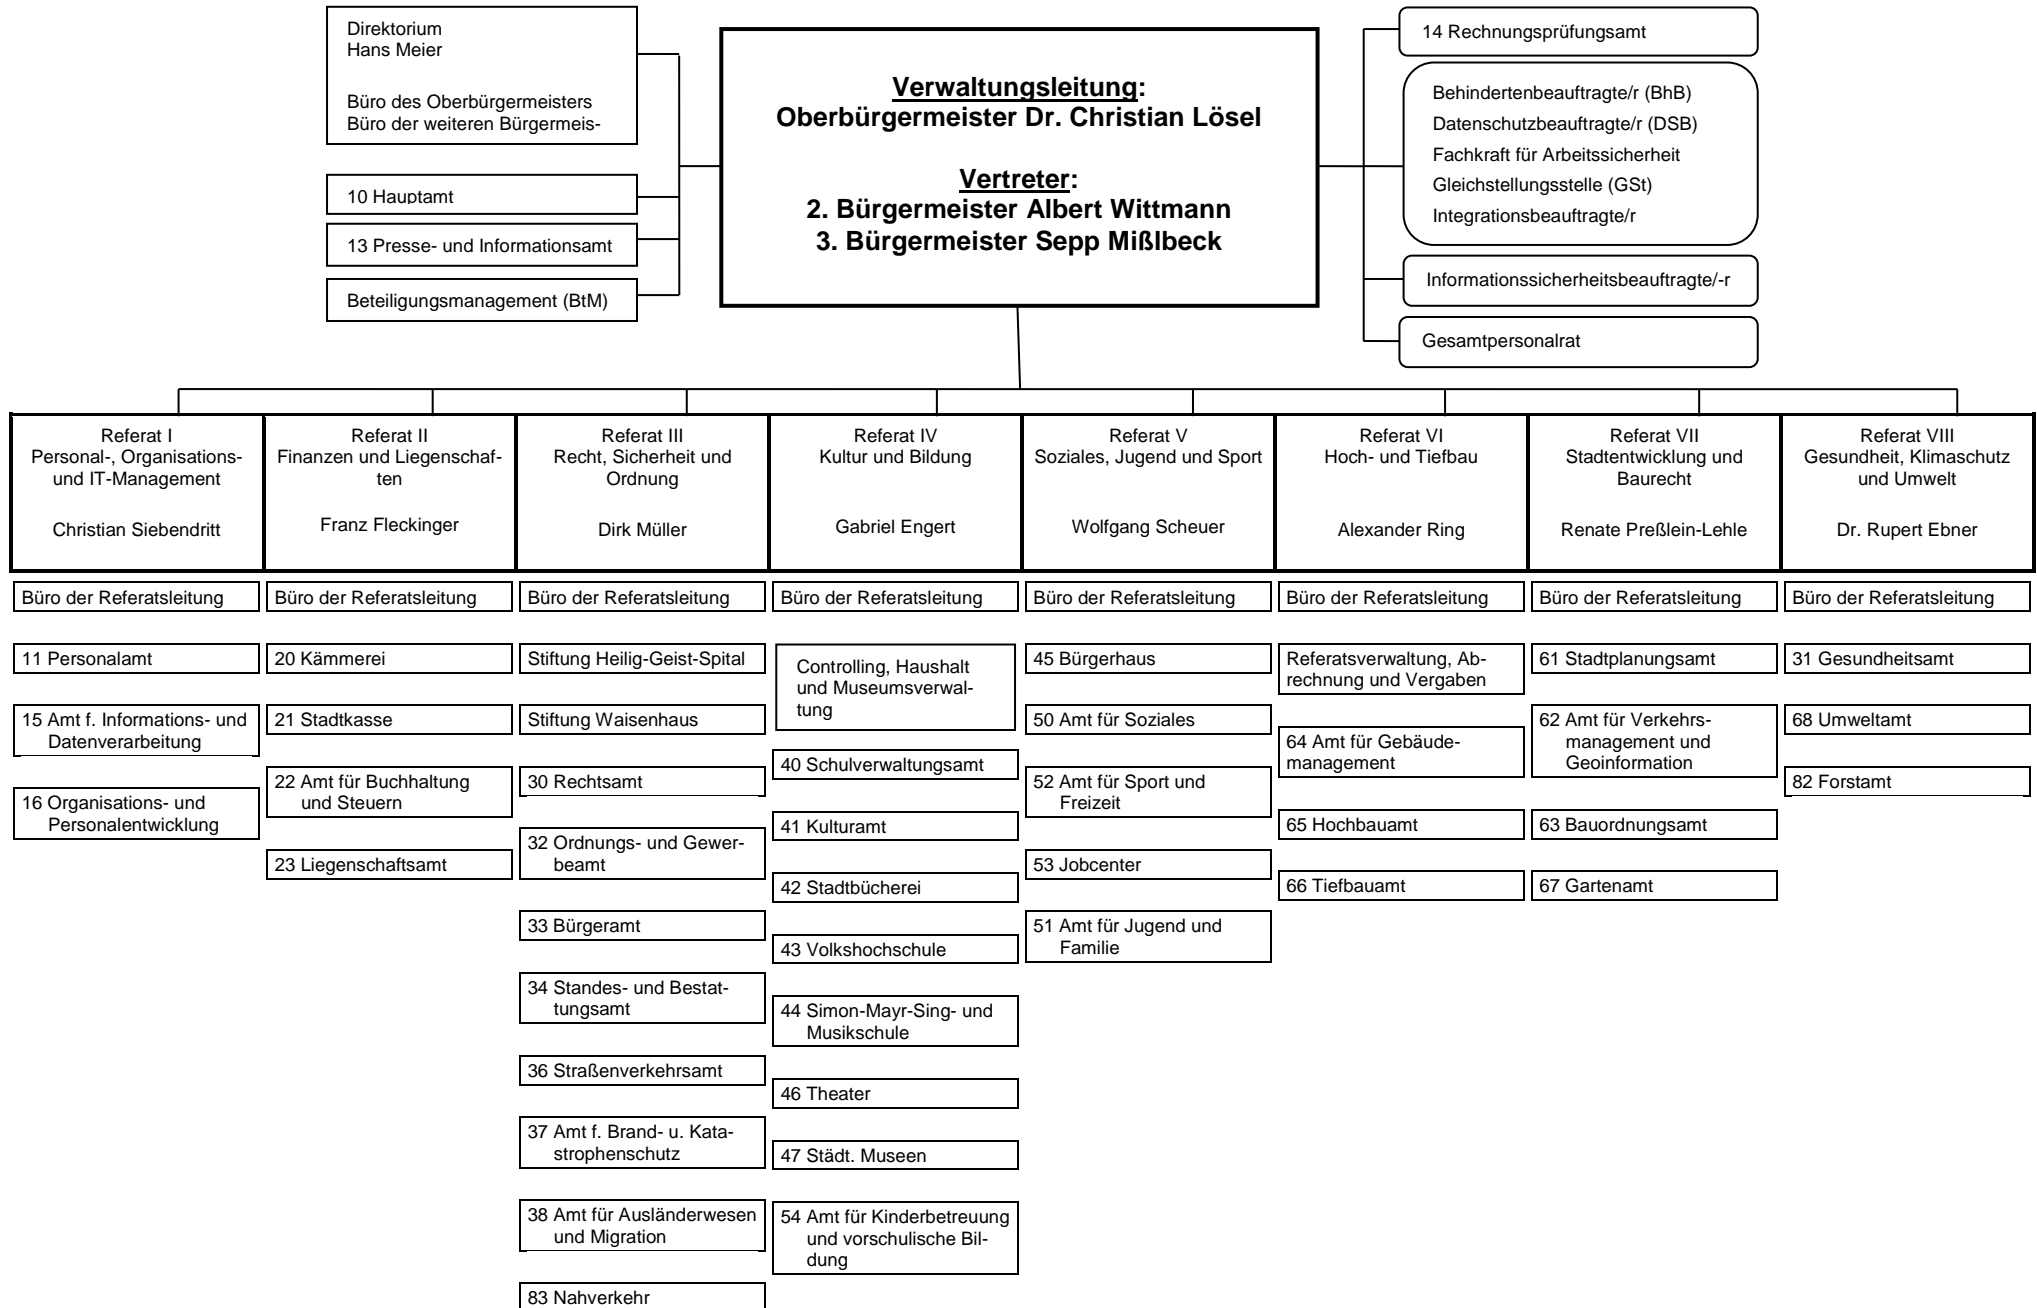 Direktorium
Hans Meier
Büro des Oberbürgermeisters
Büro der weiteren Bürgermeis-
10 Hauptamt
13 Presse- und Informationsamt
Beteiligungsmanagement (BtM)
Verwaltungsleitung:
Oberbürgermeister Dr. Christian Lösel
Vertreter:
2. Bürgermeister Albert Wittmann
3. Bürgermeister Sepp Mißlbeck
14 Rechnungsprüfungsamt
Behindertenbeauftragte/r (BhB)
Datenschutzbeauftragte/r (DSB)
Fachkraft für Arbeitssicherheit
Gleichstellungsstelle (GSt)
Integrationsbeauftragte/r
Informationssicherheitsbeauftragte/-r
Gesamtpersonalrat
Referat I
Personal-, Organisations-
und IT-Management
Christian Siebendritt
Büro der Referatsleitung
11 Personalamt
15 Amt f. Informations- und
Datenverarbeitung
16 Organisations- und
Personalentwicklung
Referat II
Finanzen und Liegenschaf-
ten
Franz Fleckinger
Büro der Referatsleitung
20 Kämmerei
21 Stadtkasse
22 Amt für Buchhaltung
und Steuern
23 Liegenschaftsamt
Referat III
Recht, Sicherheit und
Ordnung
Dirk Müller
Büro der Referatsleitung
Stiftung Heilig-Geist-Spital
Stiftung Waisenhaus
30 Rechtsamt
32 Ordnungs- und Gewer-
beamt
33 Bürgeramt
34 Standes- und Bestat-
tungsamt
36 Straßenverkehrsamt
37 Amt f. Brand- u. Kata-
strophenschutz
38 Amt für Ausländerwesen
und Migration
83 Nahverkehr
Referat IV
Kultur und Bildung
Gabriel Engert
Büro der Referatsleitung
Controlling, Haushalt
und Museumsverwal-
tung
40 Schulverwaltungsamt
41 Kulturamt
42 Stadtbücherei
43 Volkshochschule
44 Simon-Mayr-Sing- und
Musikschule
46 Theater
47 Städt. Museen
54 Amt für Kinderbetreuung
und vorschulische Bil-
dung
Referat V
Soziales, Jugend und Sport
Wolfgang Scheuer
Büro der Referatsleitung
45 Bürgerhaus
50 Amt für Soziales
52 Amt für Sport und
Freizeit
53 Jobcenter
51 Amt für Jugend und
Familie
Referat VI
Hoch- und Tiefbau
Alexander Ring
Büro der Referatsleitung
Referatsverwaltung, Ab-
rechnung und Vergaben
64 Amt für Gebäude-
management
65 Hochbauamt
66 Tiefbauamt
Referat VII
Stadtentwicklung und
Baurecht
Renate Preßlein-Lehle
Büro der Referatsleitung
61 Stadtplanungsamt
62 Amt für Verkehrs-
management und
Geoinformation
63 Bauordnungsamt
67 Gartenamt
Referat VIII
Gesundheit, Klimaschutz
und Umwelt
Dr. Rupert Ebner
Büro der Referatsleitung
31 Gesundheitsamt
68 Umweltamt
82 Forstamt